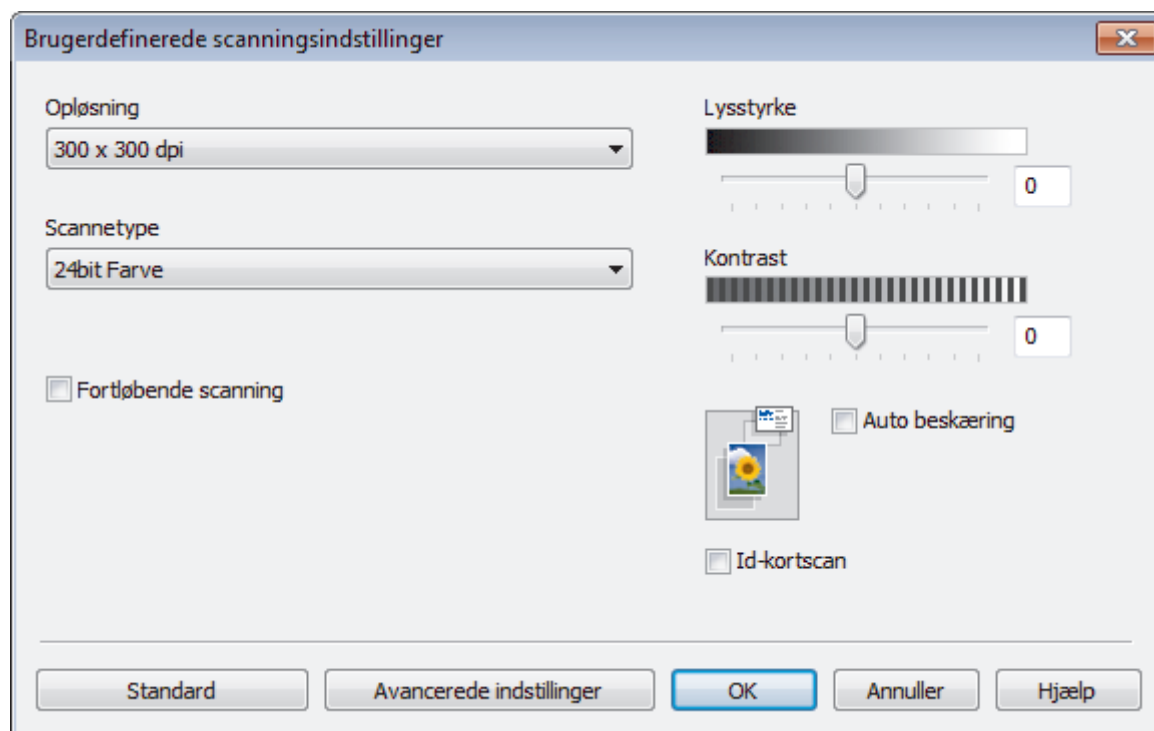 Brugerdefinerede scanningsindstillinger
Opløsning
300 x 300 dpi
Scannetype
24bit Farve
Fortløbende scanning
Lysstyrke
0
Kontrast
0
Auto beskæring
Id-kortscan
Standard
Avancerede indstillinger
OK
Annuller
Hjælp